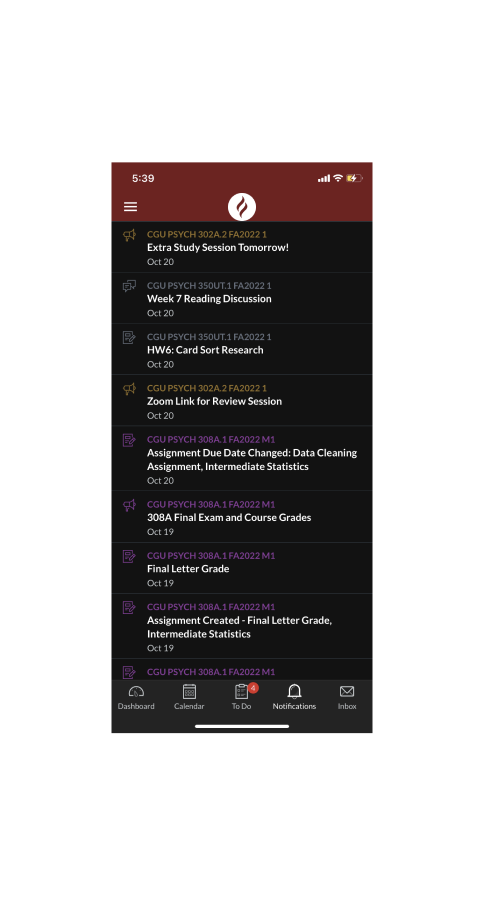 5:39
CGU PSYCH 302A.2 FA2022 1
Extra Study Session Tomorrow!
Oct 20
CGU PSYCH 350UT.1 FA2022 1
Week 7 Reading Discussion
Oct 20
CGU PSYCH 350UT.1 FA2022 1
HW6: Card Sort Research
Oct 20
CGU PSYCH 302A.2 FA2022 1
Zoom Link for Review Session
Oct 20
CGU PSYCH 308A.1 FA2022 M1
Assignment Due Date Changed: Data Cleaning
Assignment, Intermediate Statistics
Oct 20
CGU PSYCH 308A.1 FA2022 M1
308A Final Exam and Course Grades
Oct 19
CGU PSYCH 308A.1 FA2022 M1
Final Letter Grade
Oct 19
CGU PSYCH 308A.1 FA2022 M1
Assignment Created - Final Letter Grade,
Intermediate Statistics
Oct 19
CGU PSYCH 308A.1 FA2022 M1
4
Dashboard Calendar To Do Notifications Inbox